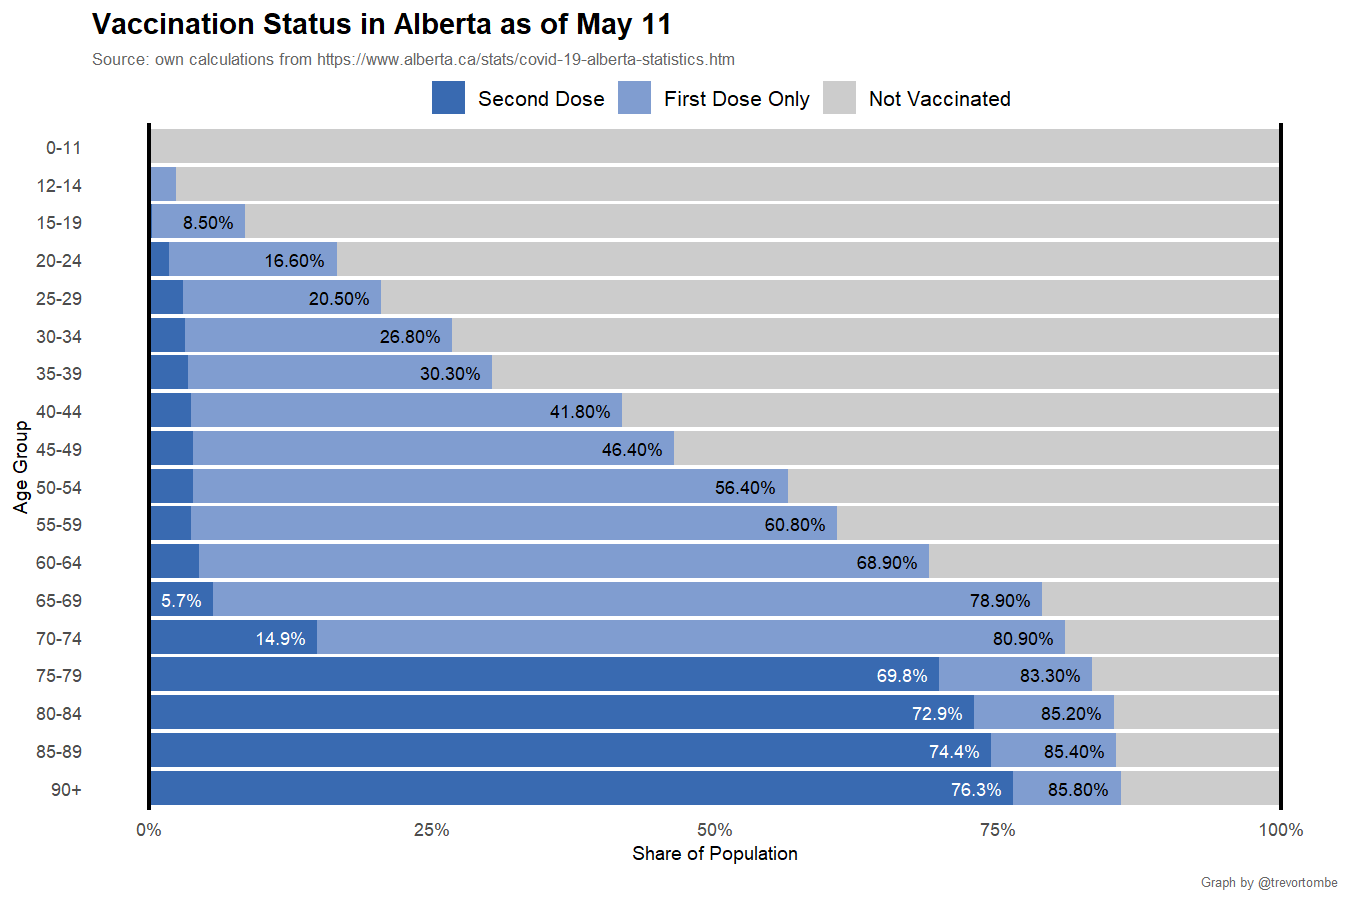 Vaccination Status in Alberta as of May 11
Source: own calculations from https://www.alberta.ca/stats/covid-19-alberta-statistics.htm
Second Dose First Dose Only Not Vaccinated
0-11
12-14
15-19 8.50%
20-24 16.60%
25-29 20.50%
30-34 26.80%
35-39 30.30%
40-44 41.80%
45-49 46.40%
Age Group
50-54 56.40%
55-59 60.80%
60-64 68.90%
65-69 5.7% 78.90%
70-74 14.9% 80.90%
75-79 69.8% 83.30%
80-84 72.9% 85.20%
85-89 74.4% 85.40%
90+ 76.3% 85.80%
0% 25% 50% 75% 100%
Share of Population
Graph by @trevortombe